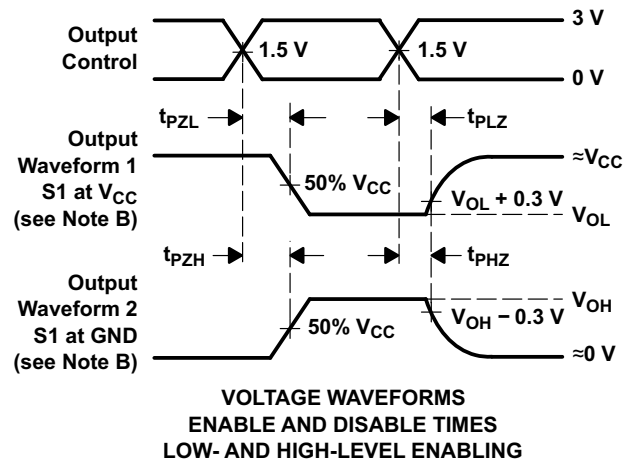 Output
Control
1.5 V
1.5 V
3 V
0 V
tPZL
tPLZ
Output
Waveform 1
S1 at VCC
(see Note B)
50% VCC
≈VCC
VOL + 0.3 V
VOL
tPZH
tPHZ
Output
Waveform 2
S1 at GND
(see Note B)
50% VCC
VOH
VOH − 0.3 V
≈0 V
VOLTAGE WAVEFORMS
ENABLE AND DISABLE TIMES
LOW- AND HIGH-LEVEL ENABLING